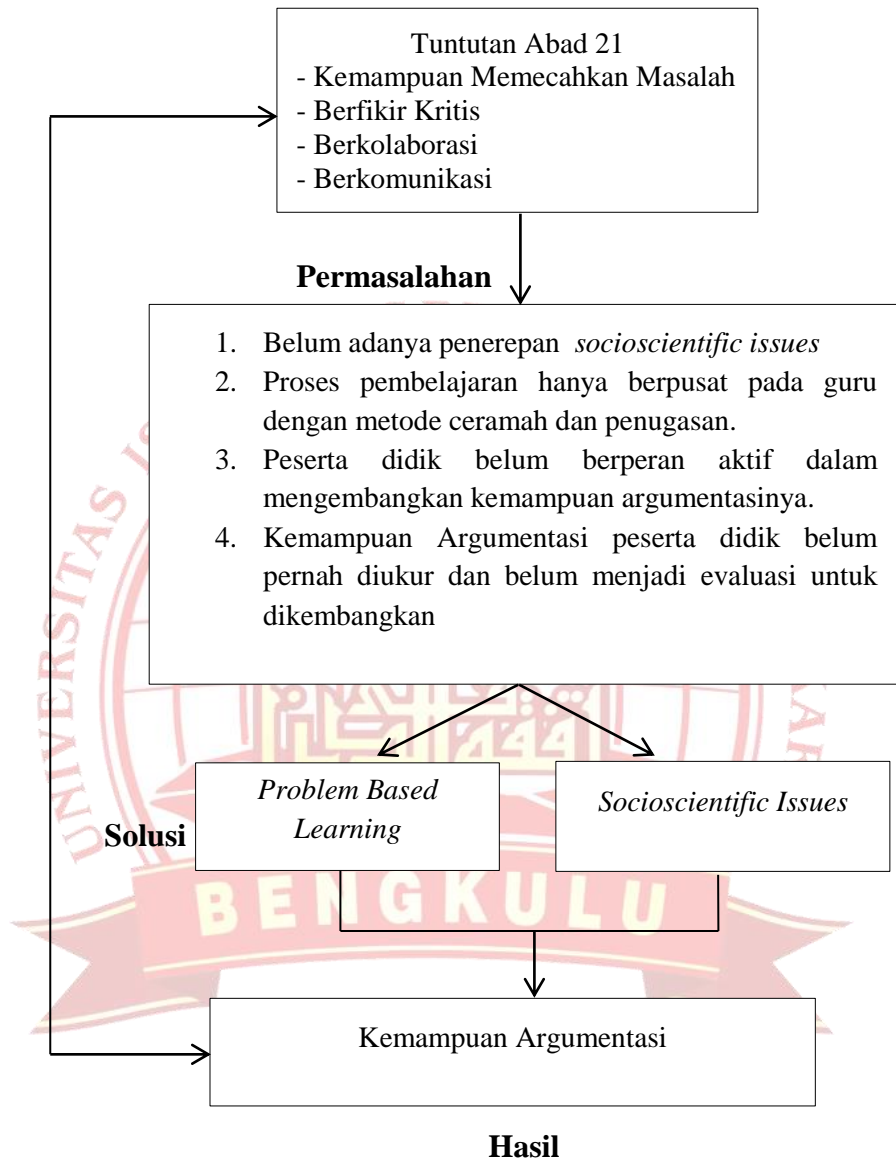 Tuntutan Abad 21
- Kemampuan Memecahkan Masalah
- Berfikir Kritis
- Berkolaborasi
- Berkomunikasi
Permasalahan
1. Belum adanya penerepan socioscientific issues
2. Proses pembelajaran hanya berpusat pada guru
dengan metode ceramah dan penugasan.
3. Peserta didik belum berperan aktif dalam
mengembangkan kemampuan argumentasinya.
4. Kemampuan Argumentasi peserta didik belum
pernah diukur dan belum menjadi evaluasi untuk
dikembangkan
Solusi
Problem Based
Learning
Socioscientific Issues
UNIVERSITAS
BENGKULU
Kemampuan Argumentasi
Hasil